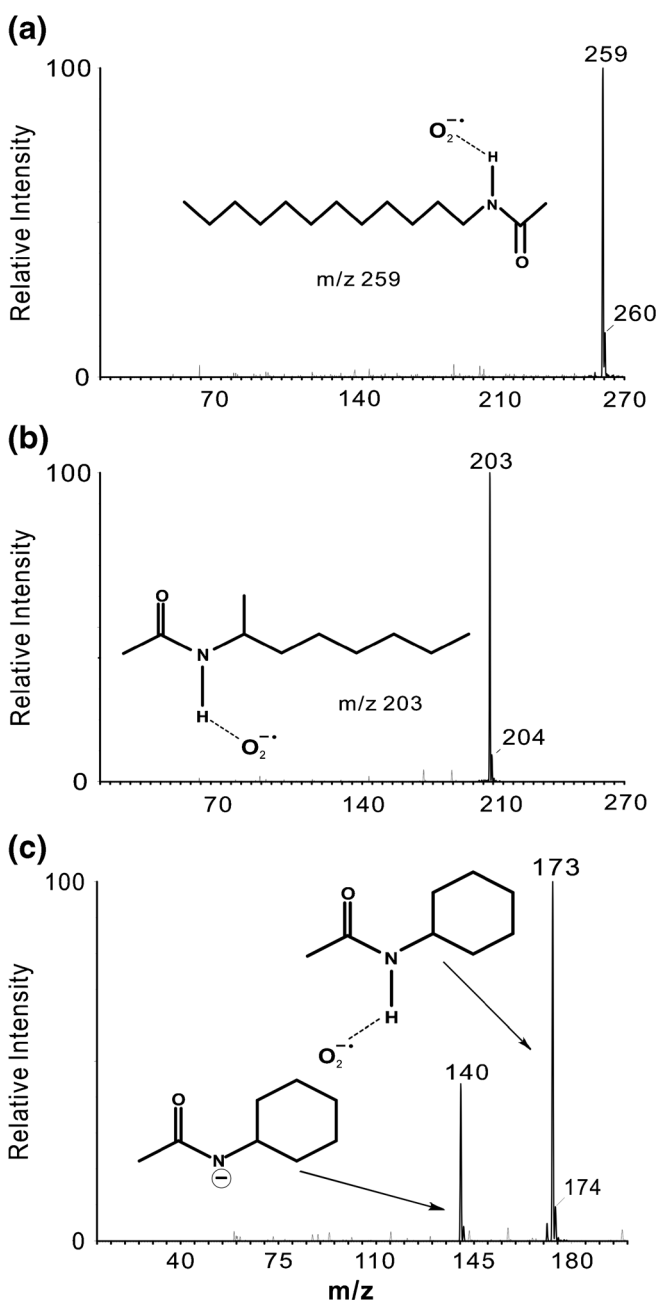 (a)
259
100
O₂⁻•
H
N
O
m/z 259
260
Relative Intensity
0
70 140 210 270
(b)
203
100
O
N
H
O₂⁻•
m/z 203
204
Relative Intensity
0
70 140 210 270
(c)
173
100
O
N
H
O₂⁻•
140
O
N
−
174
Relative Intensity
0
40 75 110 145 180
m/z